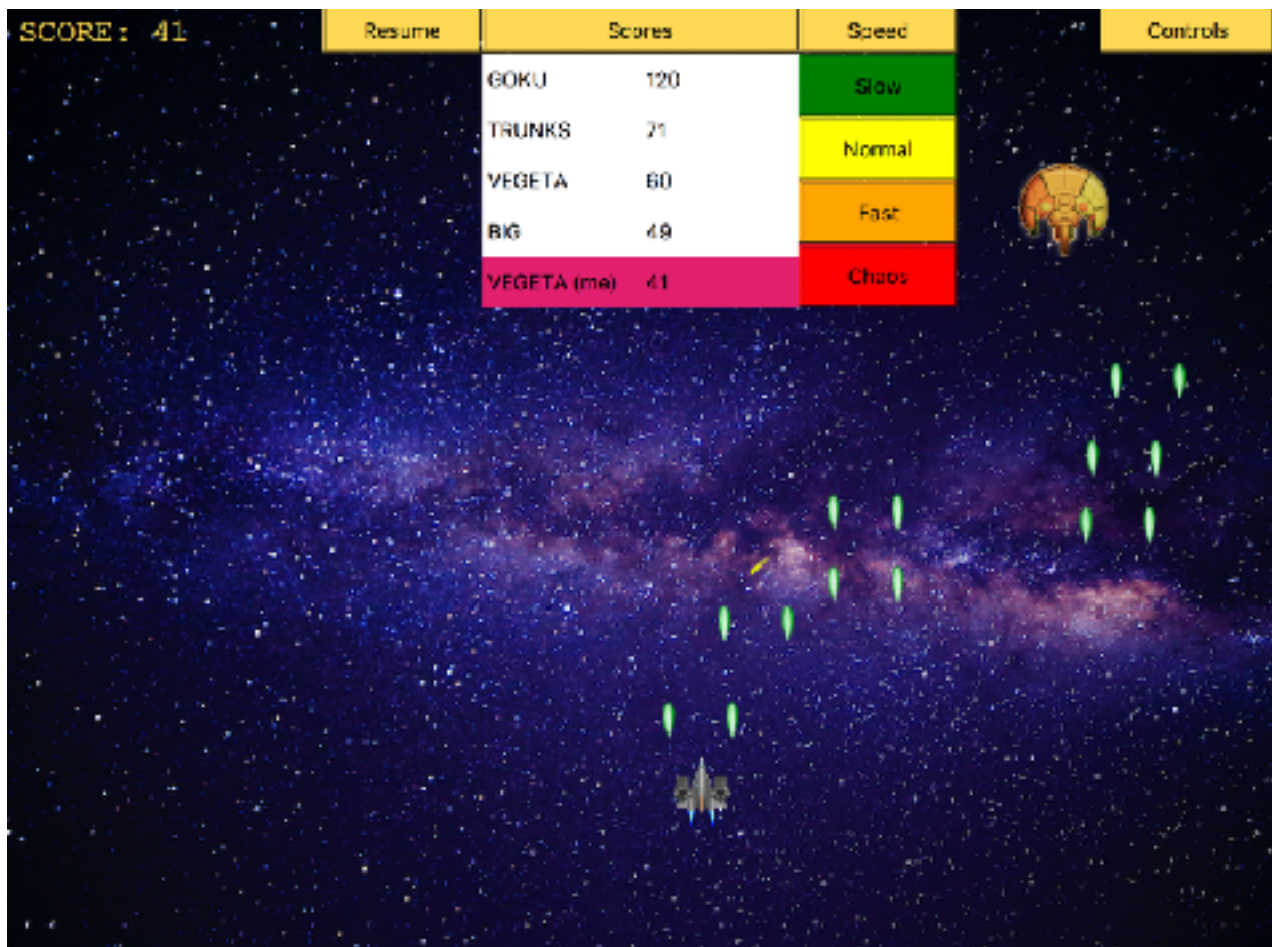 SCORE: 41 Resume Scores Speed Controls
GOKU 120 Slow
TRUNKS 71 Normal
VEGETA 60 Fast
BIG 49
VEGETA (me) 41 Chaos